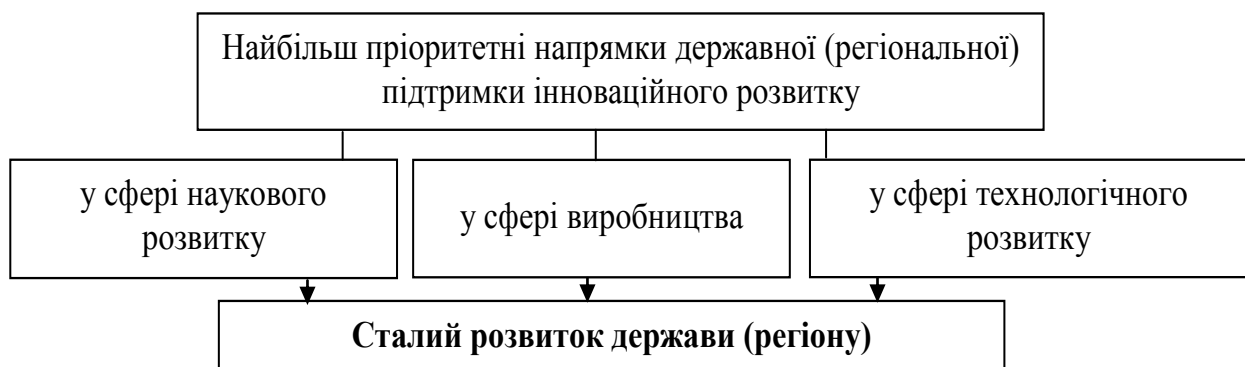 Найбільш пріоритетні напрямки державної (регіональної)
підтримки інноваційного розвитку
у сфері наукового
розвитку
у сфері виробництва
у сфері технологічного
розвитку
Сталий розвиток держави (регіону)